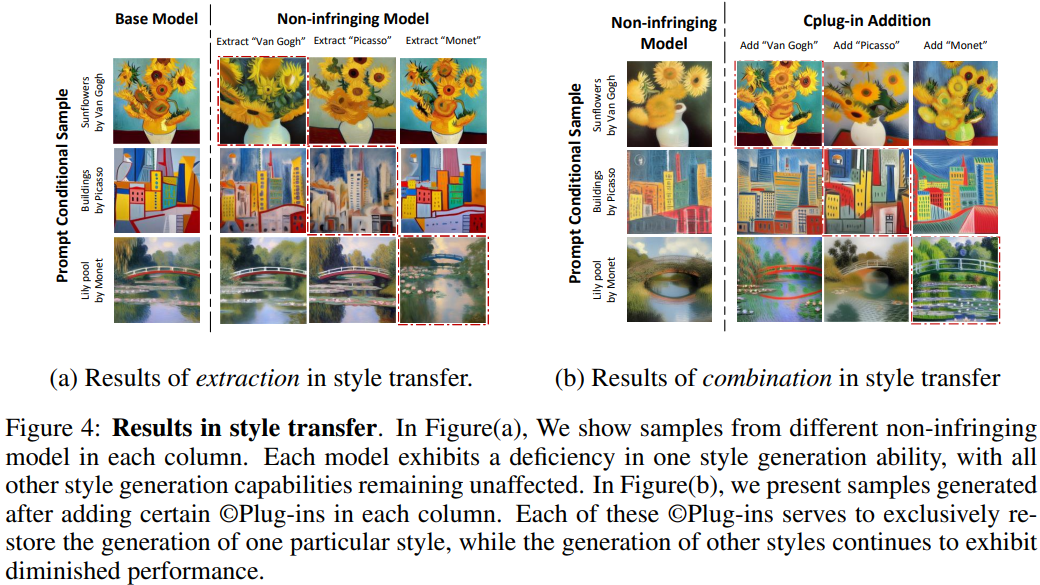 Base Model
Non-infringing Model
Extract “Van Gogh”
Extract “Picasso”
Extract “Monet”
Prompt Conditional Sample
Sunflowers
by Van Gogh
Buildings
by Picasso
Lily pool
by Monet
(a) Results of extraction in style transfer.
Non-infringing
Model
Cplug-in Addition
Add “Van Gogh”
Add “Picasso”
Add “Monet”
Prompt Conditional Sample
Sunflowers
by Van Gogh
Buildings
by Picasso
Lily pool
by Monet
(b) Results of combination in style transfer
Figure 4: Results in style transfer. In Figure(a), We show samples from different non-infringing
model in each column. Each model exhibits a deficiency in one style generation ability, with all
other style generation capabilities remaining unaffected. In Figure(b), we present samples generated
after adding certain ©Plug-ins in each column. Each of these ©Plug-ins serves to exclusively re-
store the generation of one particular style, while the generation of other styles continues to exhibit
diminished performance.